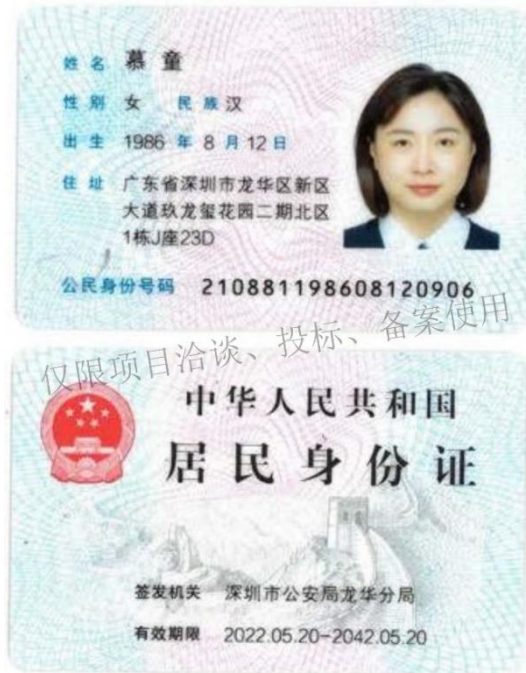 姓名 慕童
性别 女 民族 汉
出生 1986 年 8 月 12 日
住址 广东省深圳市龙华区新区
大道玖龙玺花园二期北区
1栋J座23D
公民身份号码 210881198608120906
仅限项目洽谈、投标、备案使用
中华人民共和国
居民身份证
签发机关 深圳市公安局龙华分局
有效期限 2022.05.20-2042.05.20